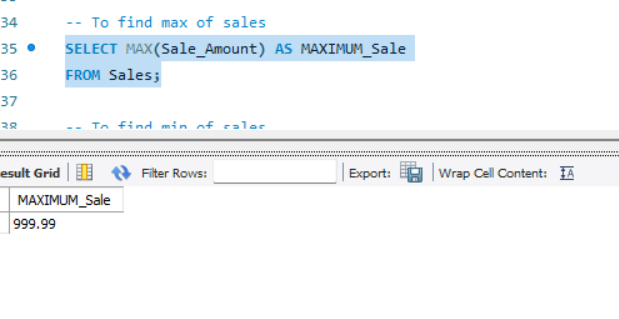 34 -- To find max of sales
35 SELECT MAX(Sale_Amount) AS MAXIMUM_Sale
36 FROM Sales;
37
38 -- To find min of sales
esult Grid Filter Rows: Export: Wrap Cell Content: IA
MAXIMUM_Sale
999.99